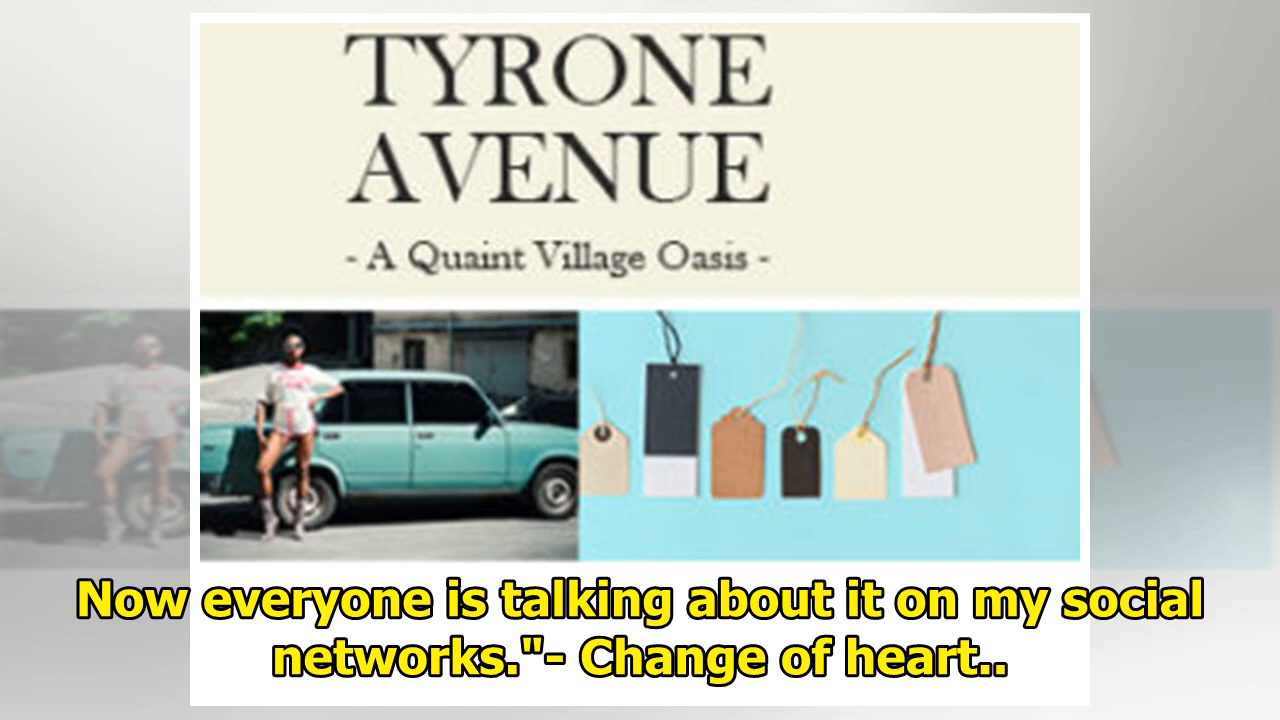 TYRONE
AVENUE
- A Quaint Village Oasis -
Now everyone is talking about it on my social
networks."- Change of heart..